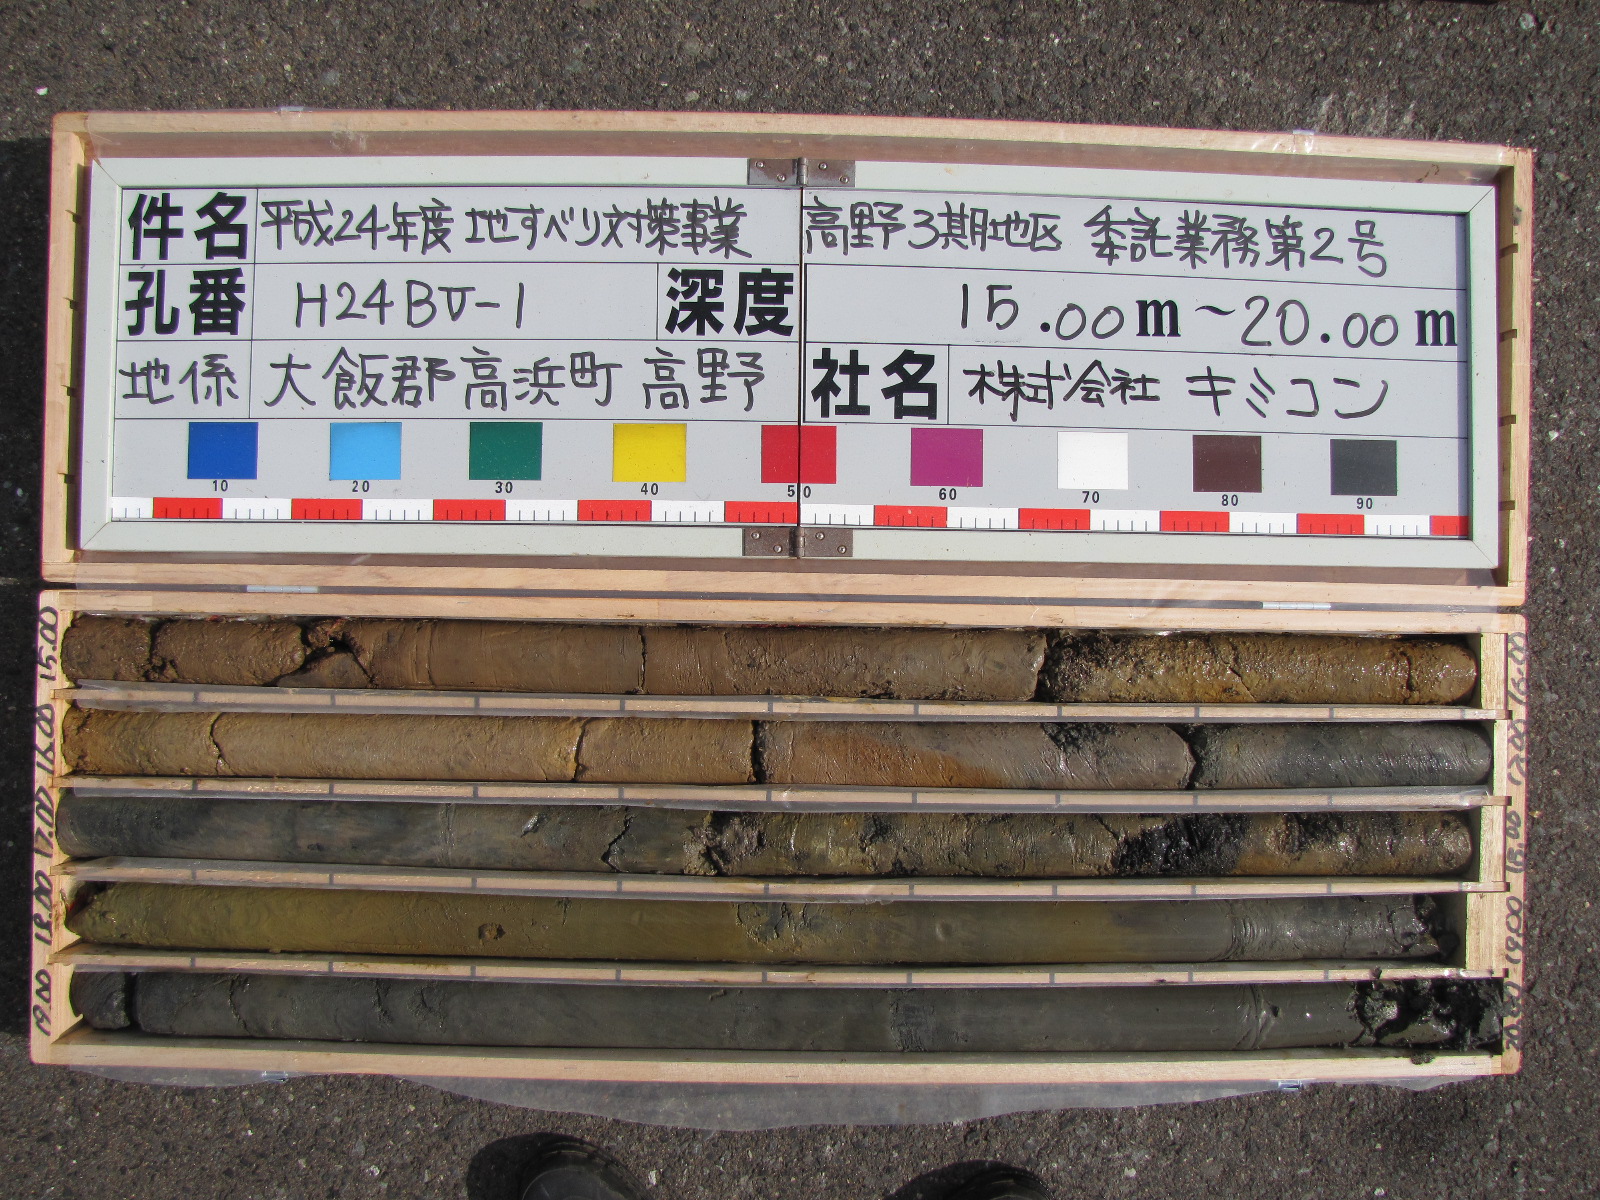 件名 平成24年度 地すべり対策事業 高野3期地区 委託業務第2号
孔番 H24BV-1 深度 15.00m～20.00m
地係 大飯郡高浜町 高野 社名 株式会社 キミコン
10 20 30 40 50 60 70 80 90
15.00 16.00
16.00 17.00
17.00 18.00
18.00 19.00
19.00 20.00